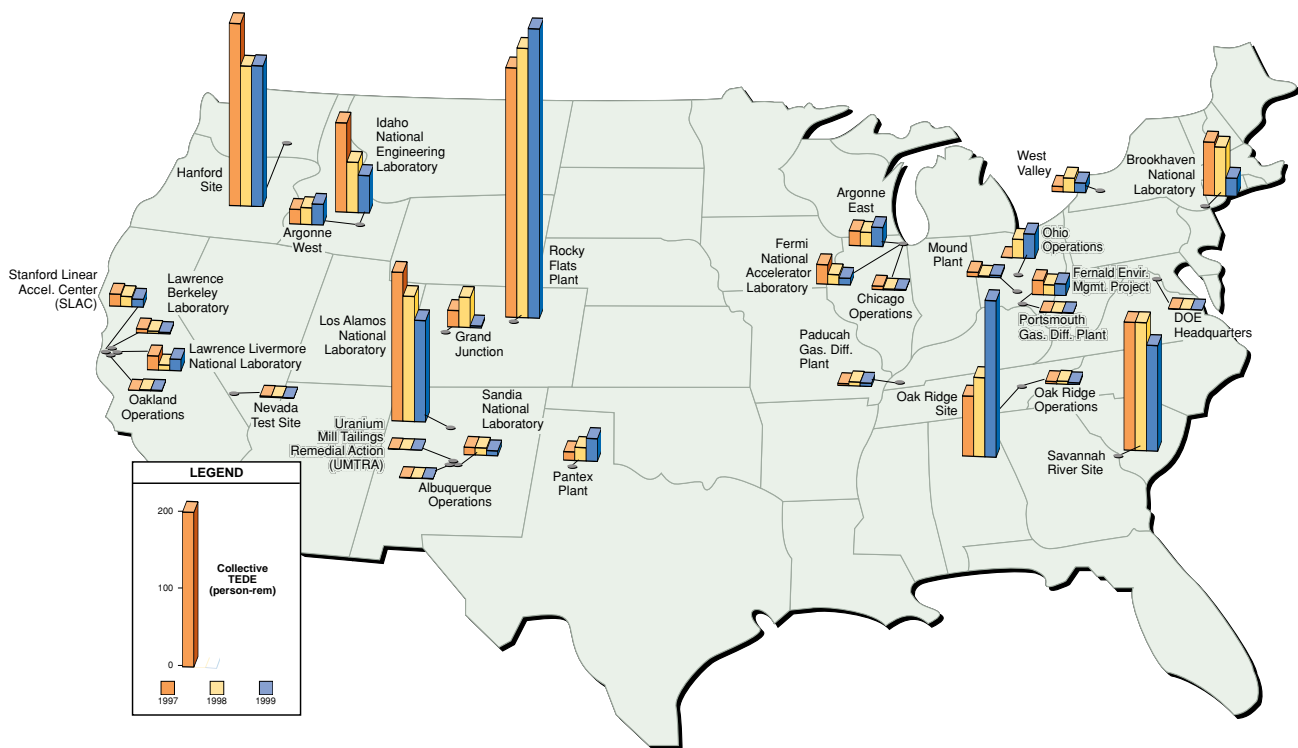 Hanford
Site
Idaho
National
Engineering
Laboratory
Argonne
West
Rocky
Flats
Plant
Stanford Linear
Accel. Center
(SLAC)
Lawrence
Berkeley
Laboratory
Lawrence Livermore
National Laboratory
Oakland
Operations
Nevada
Test Site
Los Alamos
National
Laboratory
Grand
Junction
Uranium
Mill Tailings
Remedial Action
(UMTRA)
Sandia
National
Laboratory
Albuquerque
Operations
Pantex
Plant
Argonne
East
Fermi
National
Accelerator
Laboratory
Chicago
Operations
Paducah
Gas. Diff.
Plant
Mound
Plant
West
Valley
Brookhaven
National
Laboratory
Ohio
Operations
Fernald Envir.
Mgmt. Project
Portsmouth
Gas. Diff. Plant
DOE
Headquarters
Oak Ridge
Site
Oak Ridge
Operations
Savannah
River Site
LEGEND
200
100
0
Collective
TEDE
(person-rem)
1997
1998
1999